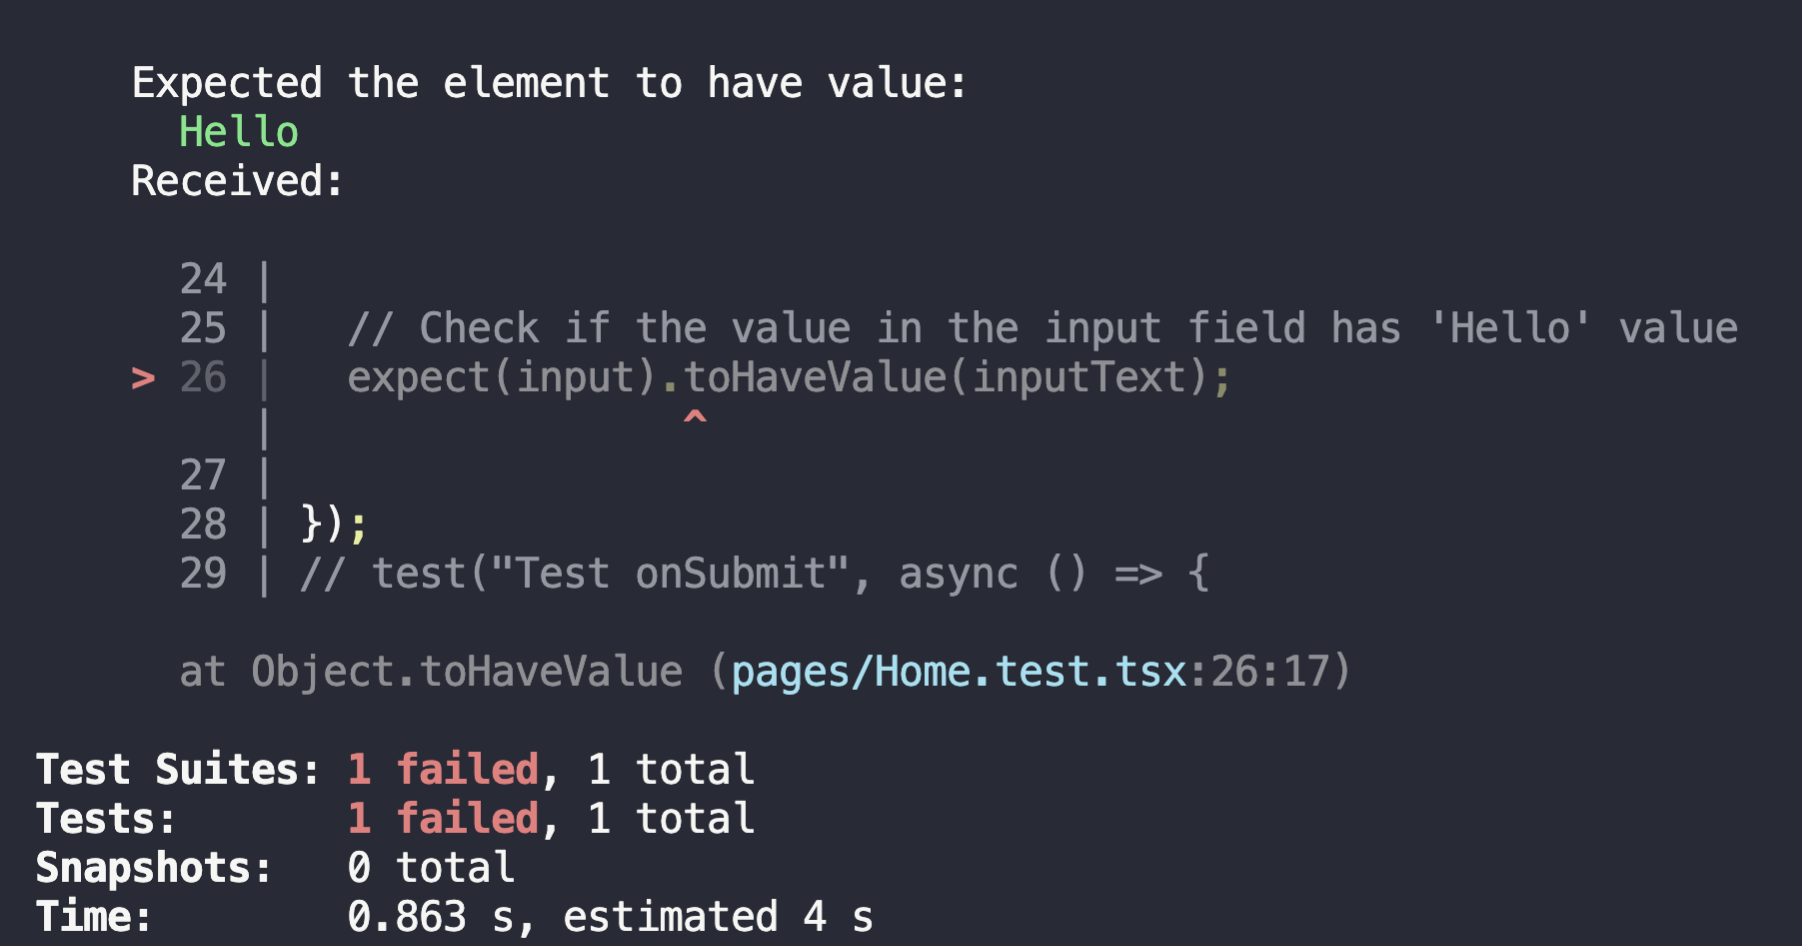 Expected the element to have value:
Hello
Received:
24 |
25 | // Check if the value in the input field has 'Hello' value
> 26 | expect(input).toHaveValue(inputText);
| ^
27 |
28 | });
29 | // test("Test onSubmit", async () => {
at Object.toHaveValue (pages/Home.test.tsx:26:17)
Test Suites: 1 failed, 1 total
Tests: 1 failed, 1 total
Snapshots: 0 total
Time: 0.863 s, estimated 4 s